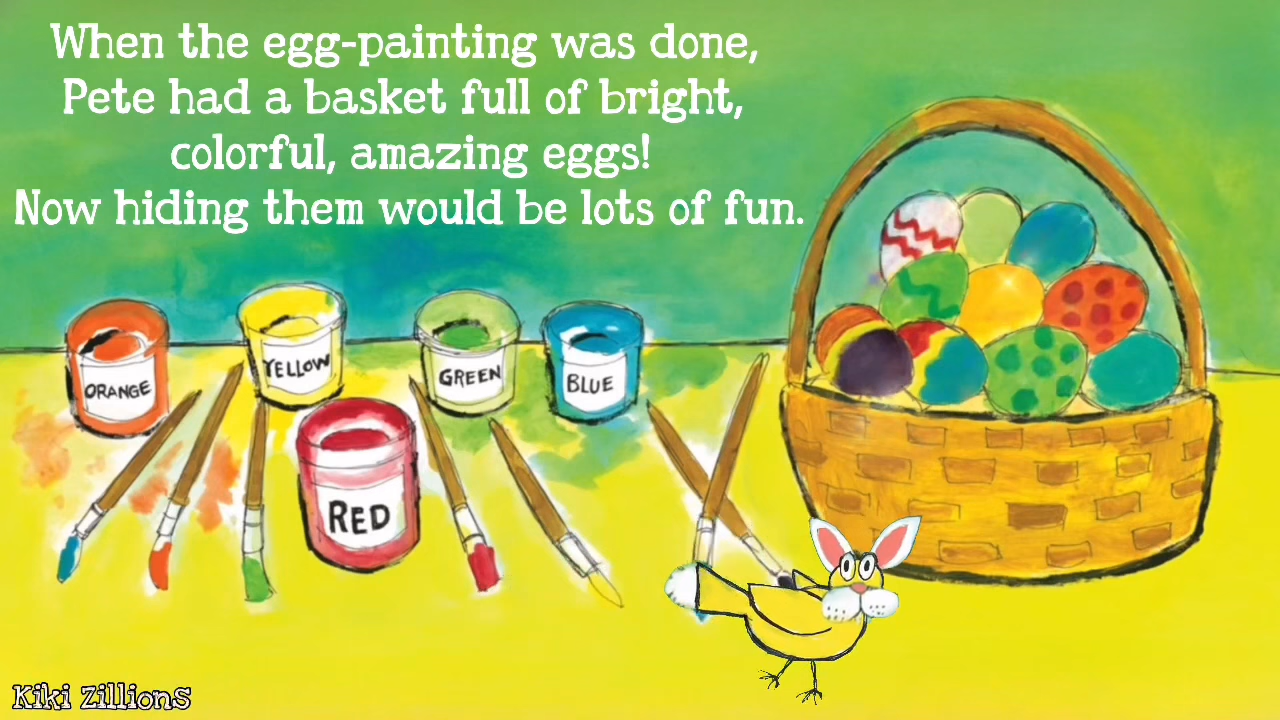 When the egg-painting was done,
Pete had a basket full of bright,
colorful, amazing eggs!
Now hiding them would be lots of fun.
ORANGE
YELLOW
GREEN
BLUE
RED
Kiki Zillions